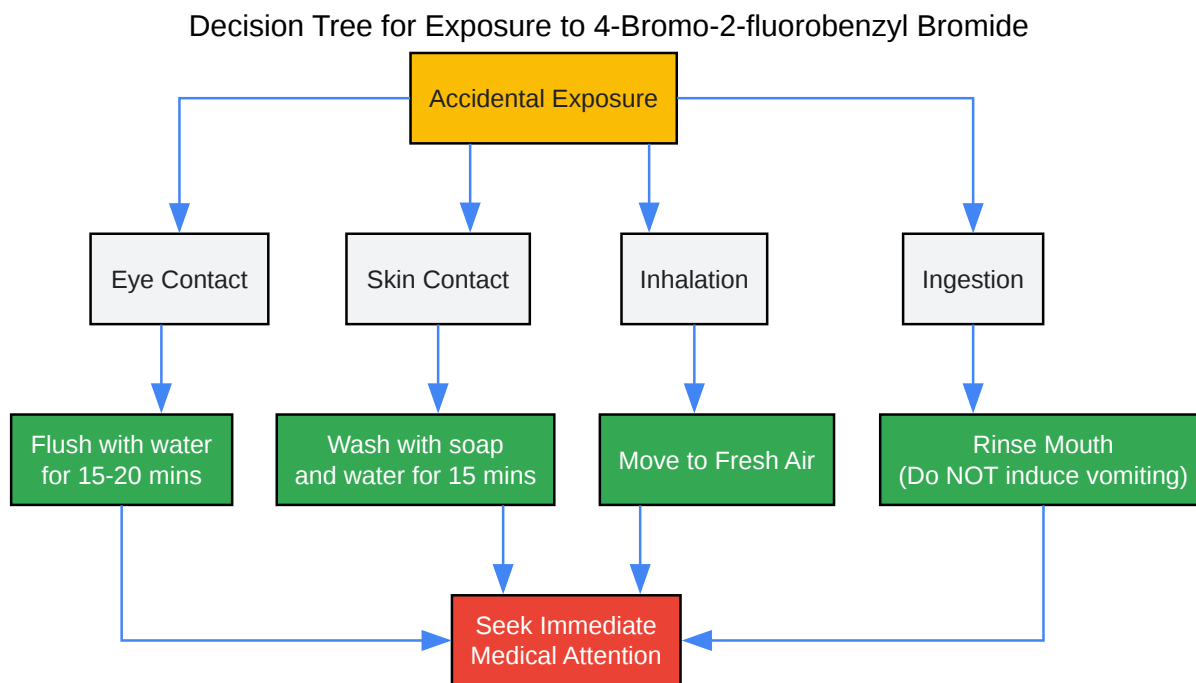 Decision Tree for Exposure to 4-Bromo-2-fluorobenzyl Bromide
Accidental Exposure
Eye Contact
Skin Contact
Inhalation
Ingestion
Flush with water
for 15-20 mins
Wash with soap
and water for 15 mins
Move to Fresh Air
Rinse Mouth
(Do NOT induce vomiting)
Seek Immediate
Medical Attention